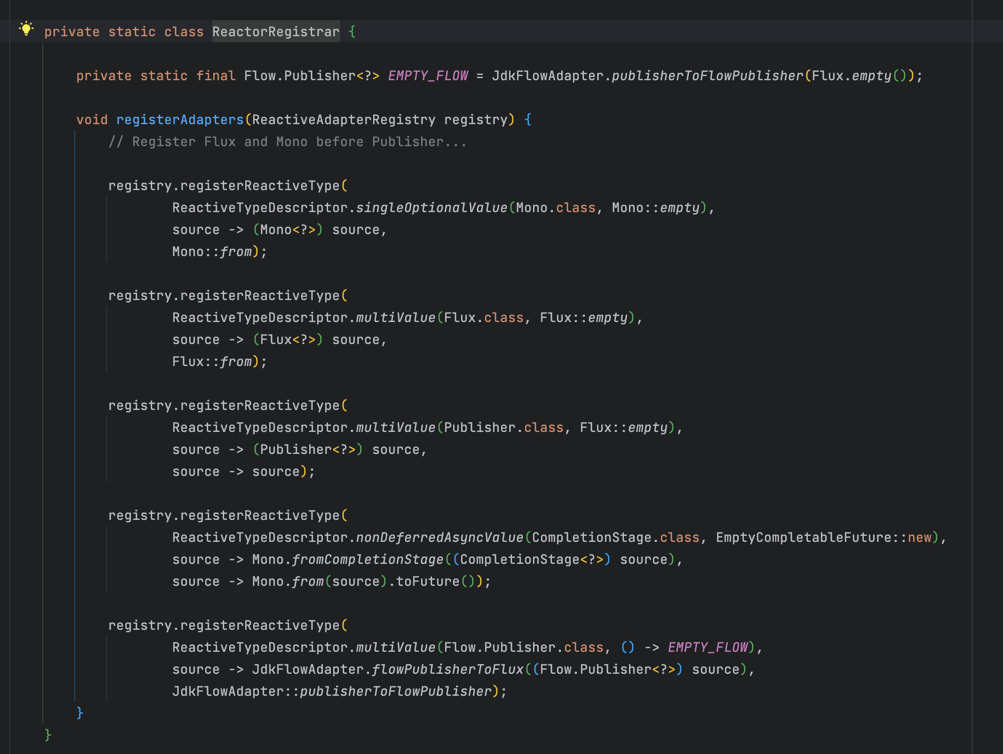 private static class ReactorRegistrar {
private static final Flow.Publisher<?> EMPTY_FLOW = JdkFlowAdapter.publisherToFlowPublisher(Flux.empty());
void registerAdapters(ReactiveAdapterRegistry registry) {
// Register Flux and Mono before Publisher...
registry.registerReactiveType(
ReactiveTypeDescriptor.singleOptionalValue(Mono.class, Mono::empty),
source -> (Mono<?>) source,
Mono::from);
registry.registerReactiveType(
ReactiveTypeDescriptor.multiValue(Flux.class, Flux::empty),
source -> (Flux<?>) source,
Flux::from);
registry.registerReactiveType(
ReactiveTypeDescriptor.multiValue(Publisher.class, Flux::empty),
source -> (Publisher<?>) source,
source -> source);
registry.registerReactiveType(
ReactiveTypeDescriptor.nonDeferredAsyncValue(CompletionStage.class, EmptyCompletableFuture::new),
source -> Mono.fromCompletionStage((CompletionStage<?>) source),
source -> Mono.from(source).toFuture());
registry.registerReactiveType(
ReactiveTypeDescriptor.multiValue(Flow.Publisher.class, () -> EMPTY_FLOW),
source -> JdkFlowAdapter.flowPublisherToFlux((Flow.Publisher<?>) source),
JdkFlowAdapter::publisherToFlowPublisher);
}
}